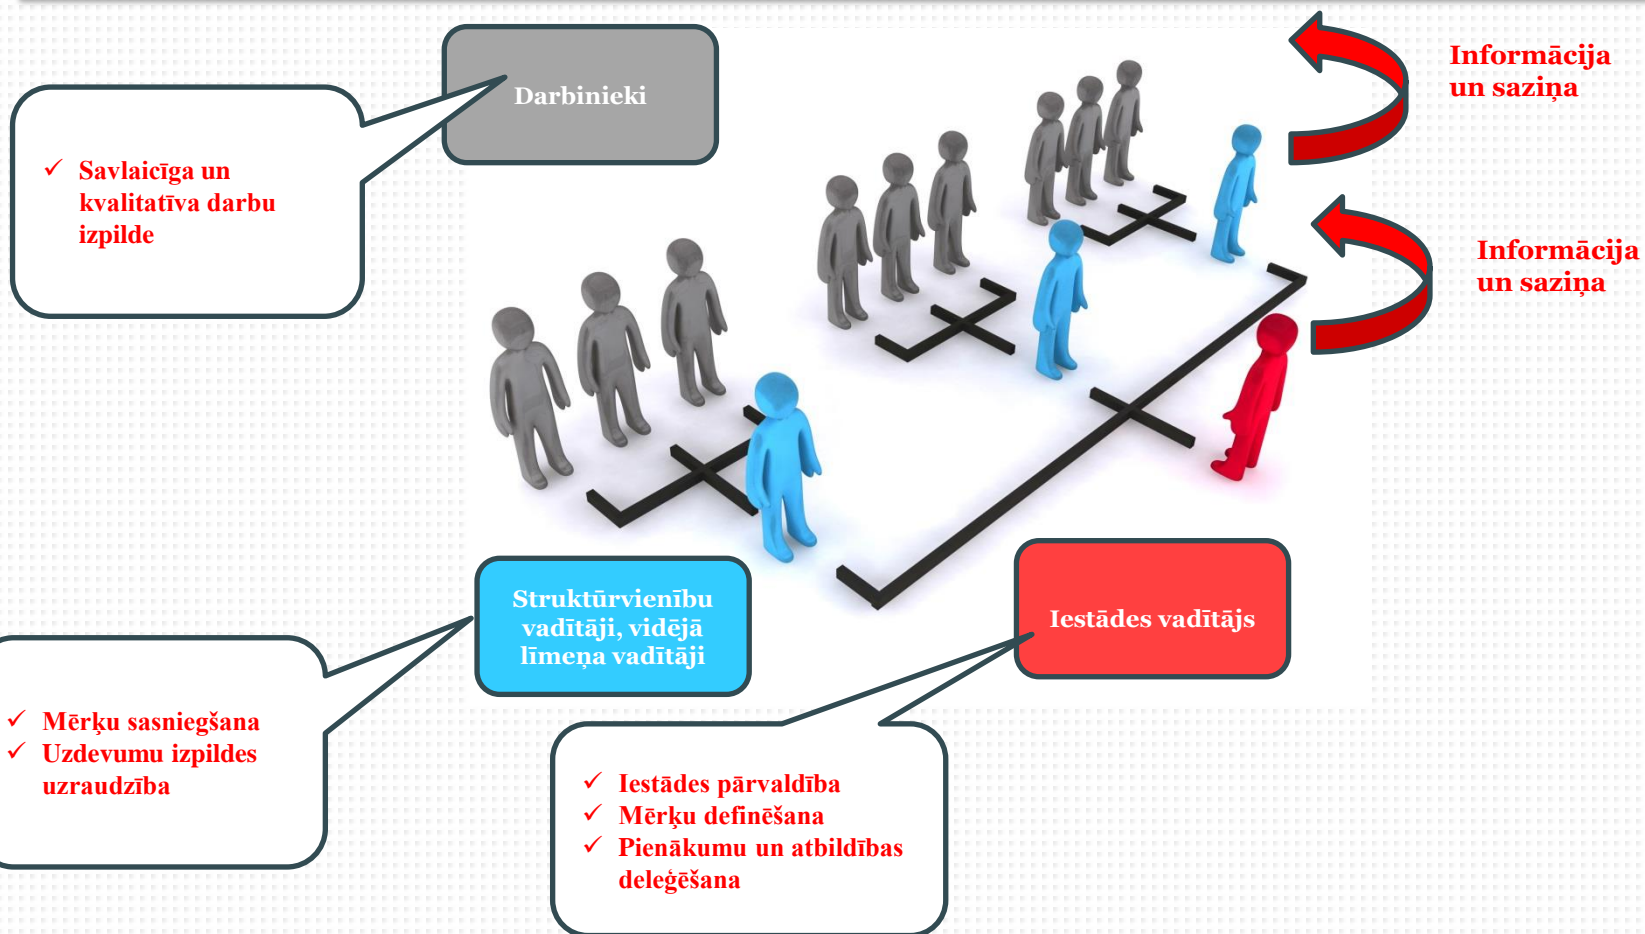 Darbinieki
Informācija
un saziņa
✓ Savlaicīga un
kvalitatīva darbu
izpilde
Informācija
un saziņa
Struktūrvienību
vadītāji, vidējā
līmeņa vadītāji
Iestādes vadītājs
✓ Mērķu sasniegšana
✓ Uzdevumu izpildes
uzraudzība
✓ Iestādes pārvaldība
✓ Mērķu definēšana
✓ Pienākumu un atbildības
deleģēšana